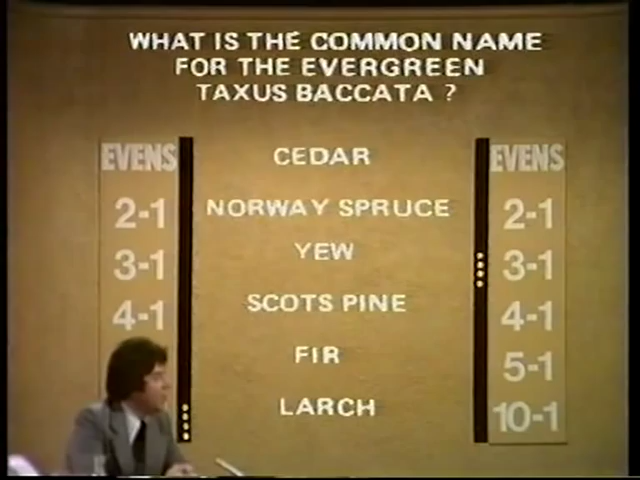 WHAT IS THE COMMON NAME
FOR THE EVERGREEN
TAXUS BACCATA ?
EVENS CEDAR EVENS
2-1 NORWAY SPRUCE 2-1
3-1 YEW 3-1
4-1 SCOTS PINE 4-1
FIR 5-1
LARCH 10-1